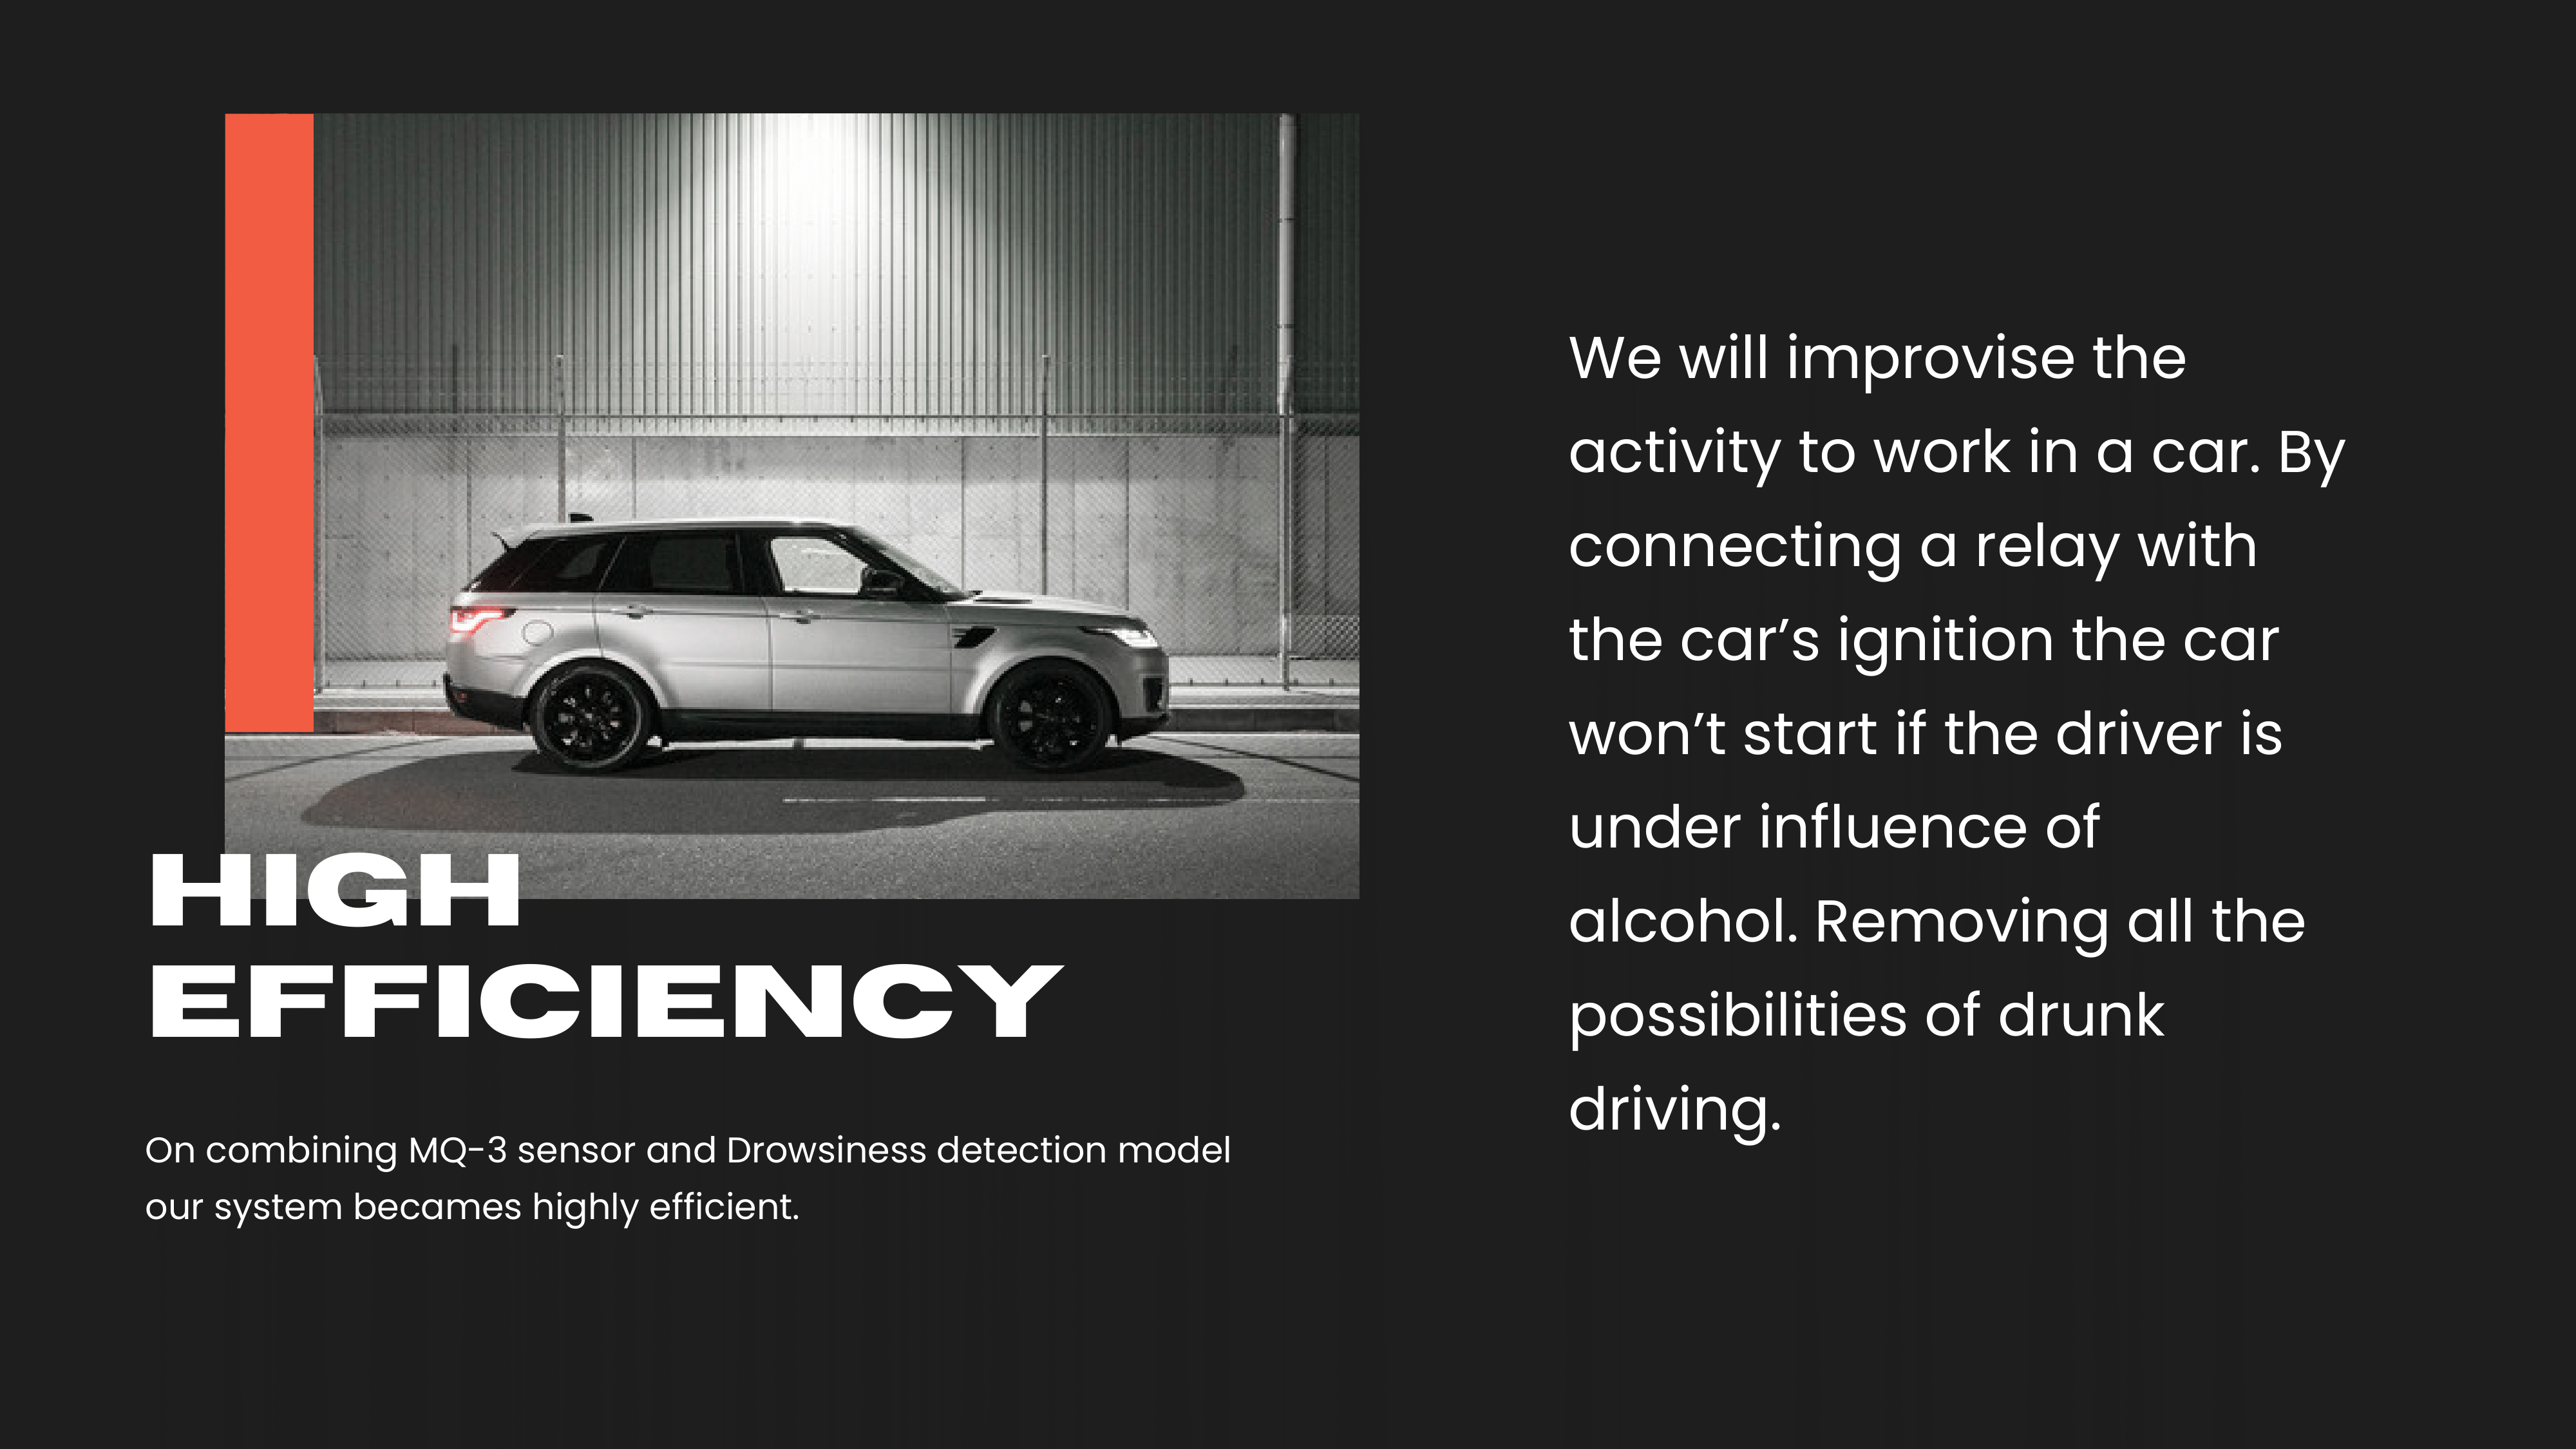 HIGH
EFFICIENCY
On combining MQ-3 sensor and Drowsiness detection model
our system becames highly efficient.
We will improvise the
activity to work in a car. By
connecting a relay with
the car’s ignition the car
won’t start if the driver is
under influence of
alcohol. Removing all the
possibilities of drunk
driving.